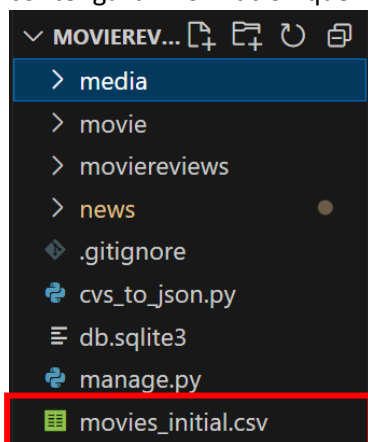 MOVIEREV...
media
movie
moviereviews
news
.gitignore
cvs_to_json.py
db.sqlite3
manage.py
movies_initial.csv